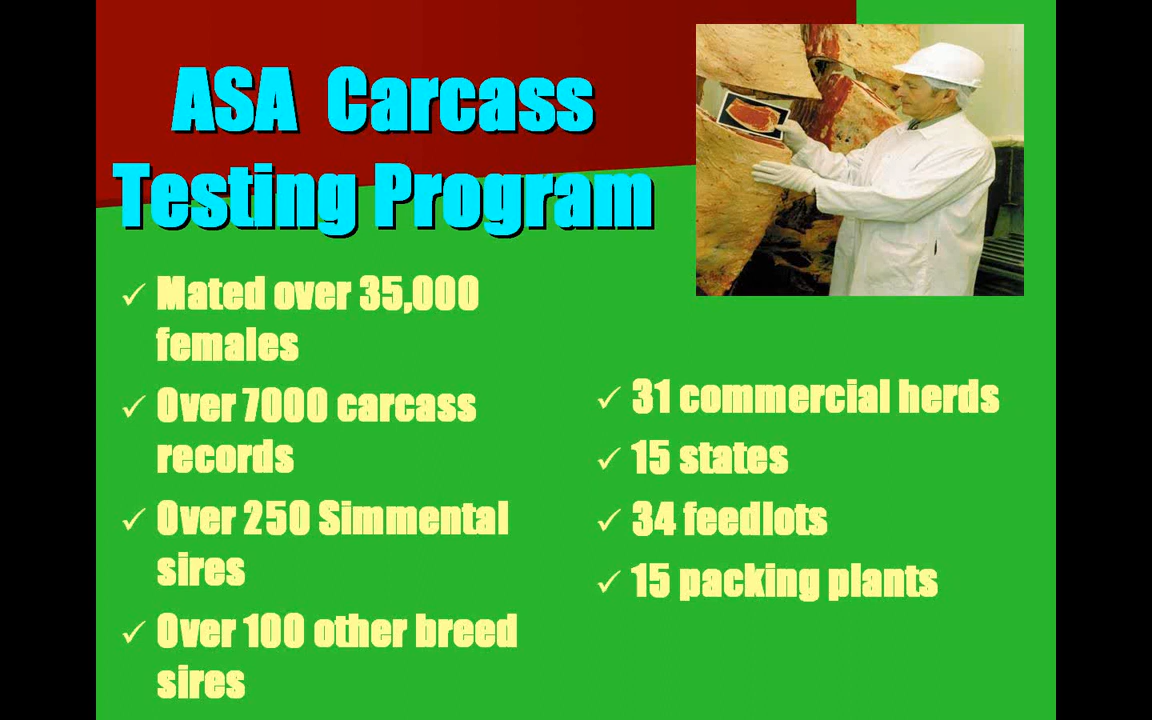 ASA Carcass
Testing Program
✓ Mated over 35,000
females
✓ Over 7000 carcass
records
✓ Over 250 Simmental
sires
✓ Over 100 other breed
sires
✓ 31 commercial herds
✓ 15 states
✓ 34 feedlots
✓ 15 packing plants